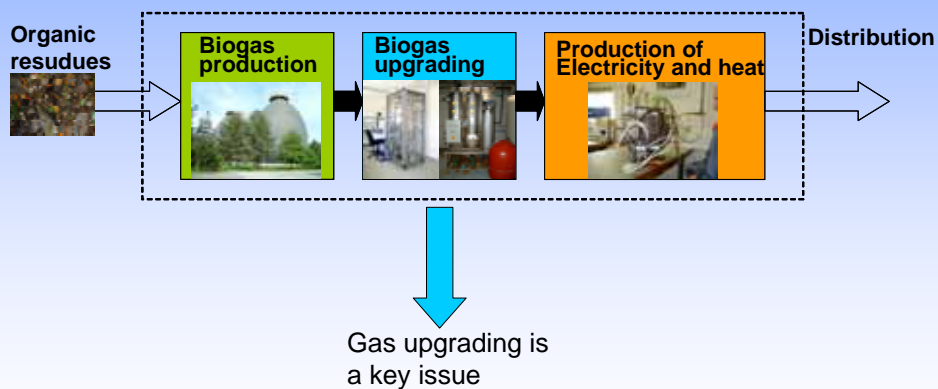 Organic
resudues
Biogas
production
Biogas
upgrading
Production of
Electricity and heat
Distribution
Gas upgrading is
a key issue